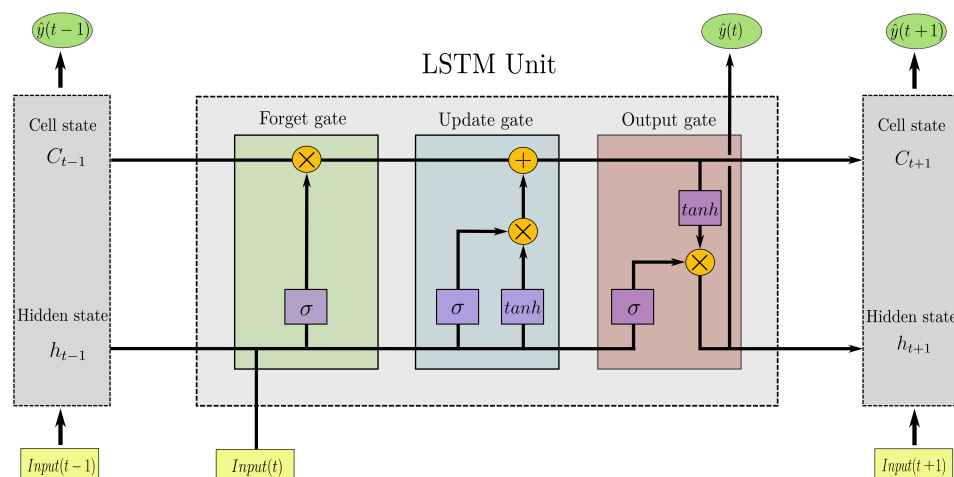 ŷ(t−1)
ŷ(t)
ŷ(t+1)
LSTM Unit
Cell state
C_{t−1}
Forget gate
×
Update gate
+
Output gate
Cell state
C_{t+1}
tanh
×
×
σ
σ
tanh
σ
Hidden state
h_{t−1}
Hidden state
h_{t+1}
Input(t−1)
Input(t)
Input(t+1)